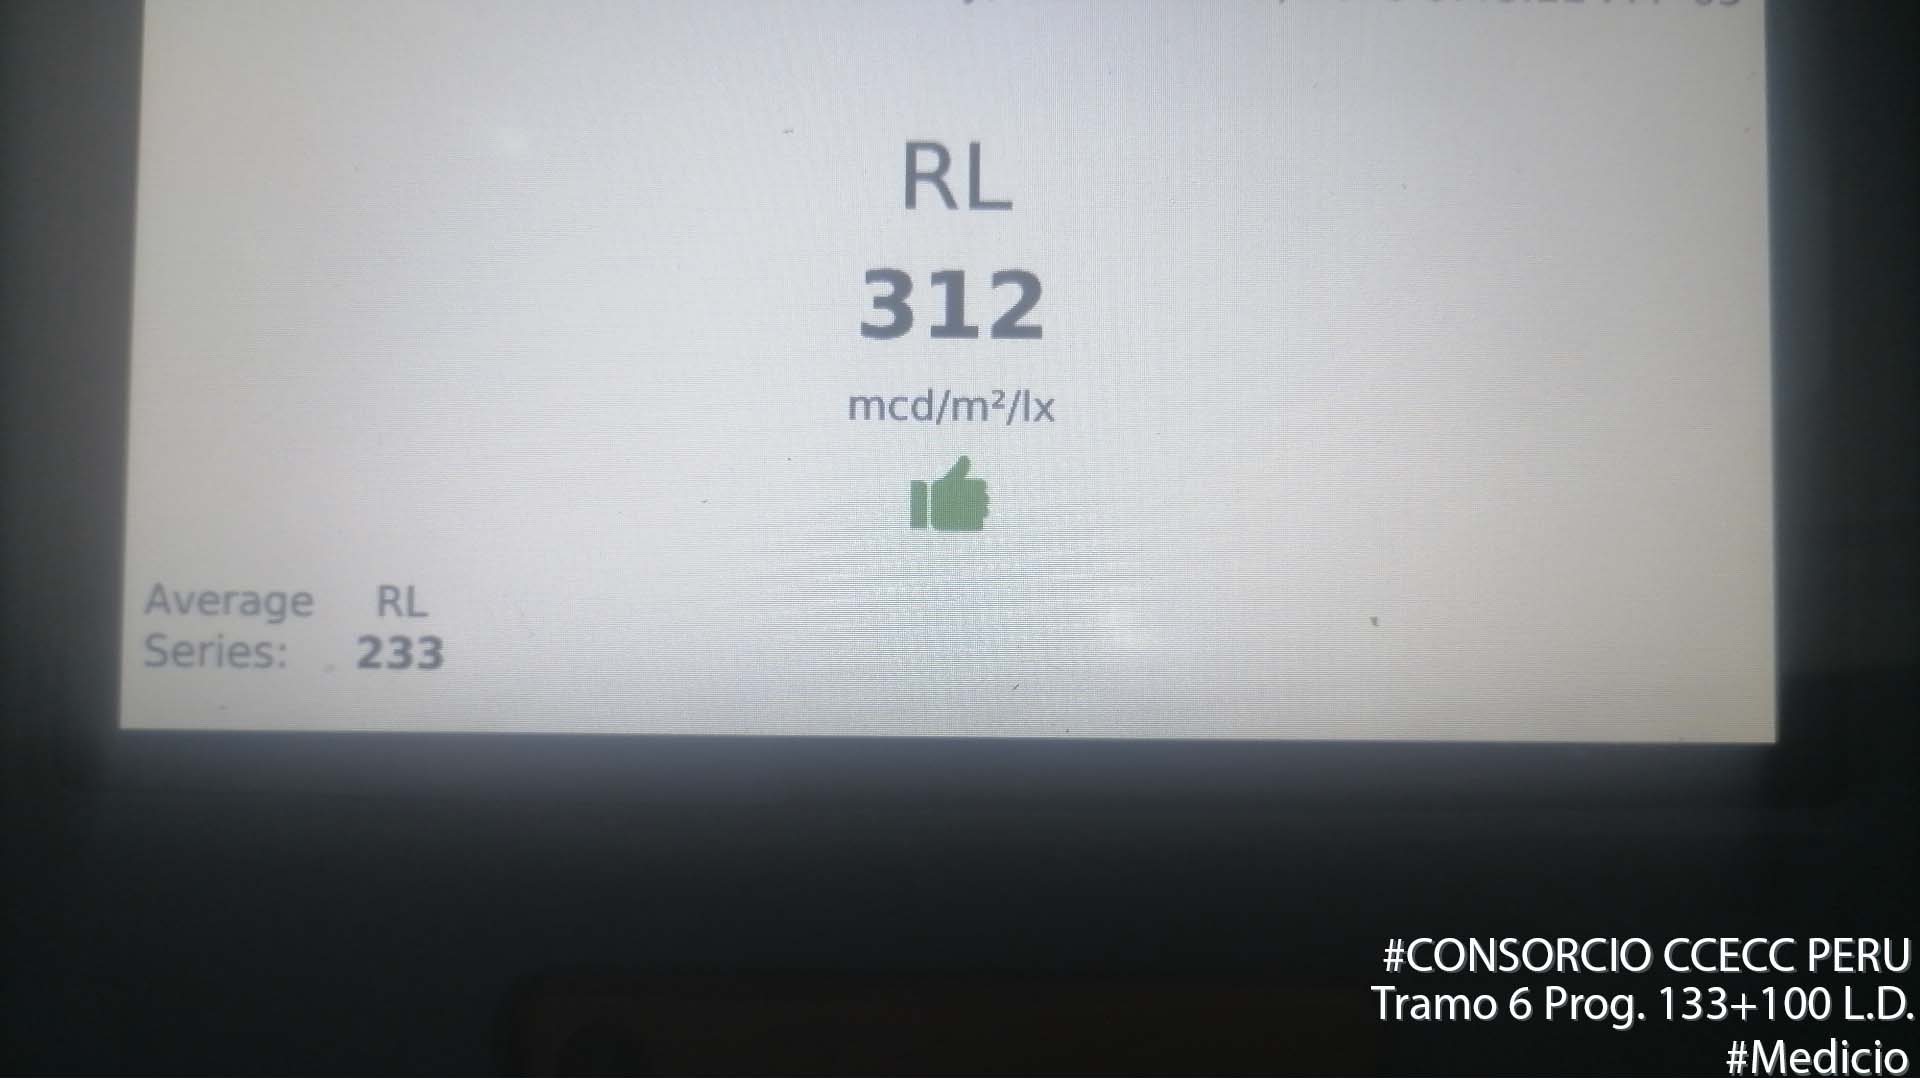 RL
312
mcd/m²/lx
Average RL
Series: 233
#CONSORCIO CCECC PERU
Tramo 6 Prog. 133+100 L.D.
#Medicio